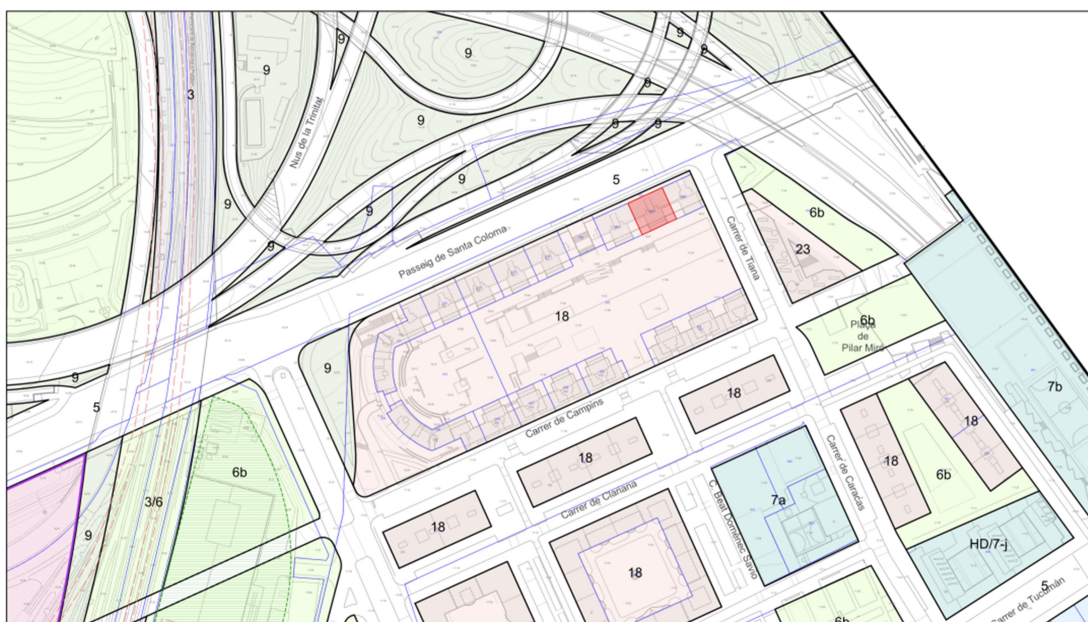 9
9
9
9
9
3
9
9
9
9
Nus de la Trinitat
9
5
9
9
9
6b
9
Passeig de Santa Coloma
Carrer de Tiana
23
18
6b
Plaça
de
Pilar Miró
9
9
5
7b
18
18
Carrer de Campins
18
18
6b
3/6
9
6b
Carrer de Clariana
C. Beat Domènec Savio
7a
Carrer de Caracas
18
18
HD/7-j
5
Carrer de Tucumán
6b